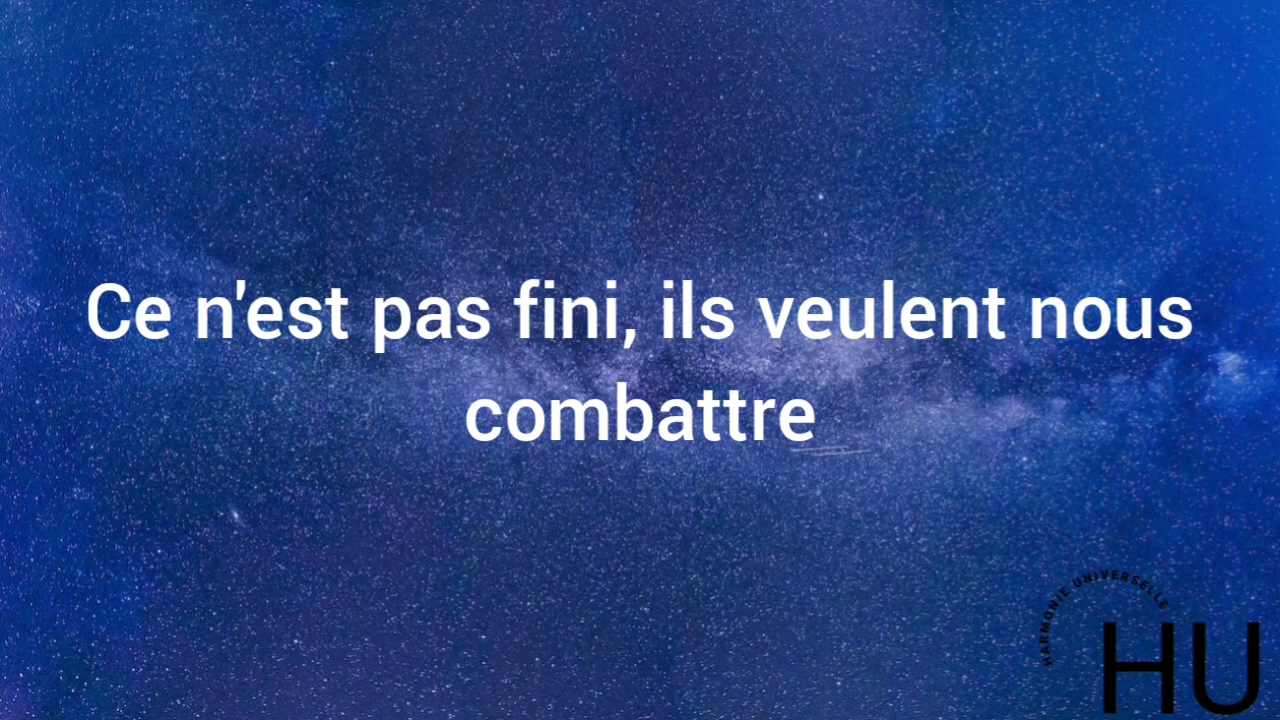 Ce n'est pas fini, ils veulent nous
combattre
HARMONIE UNIVERSELLE
HU